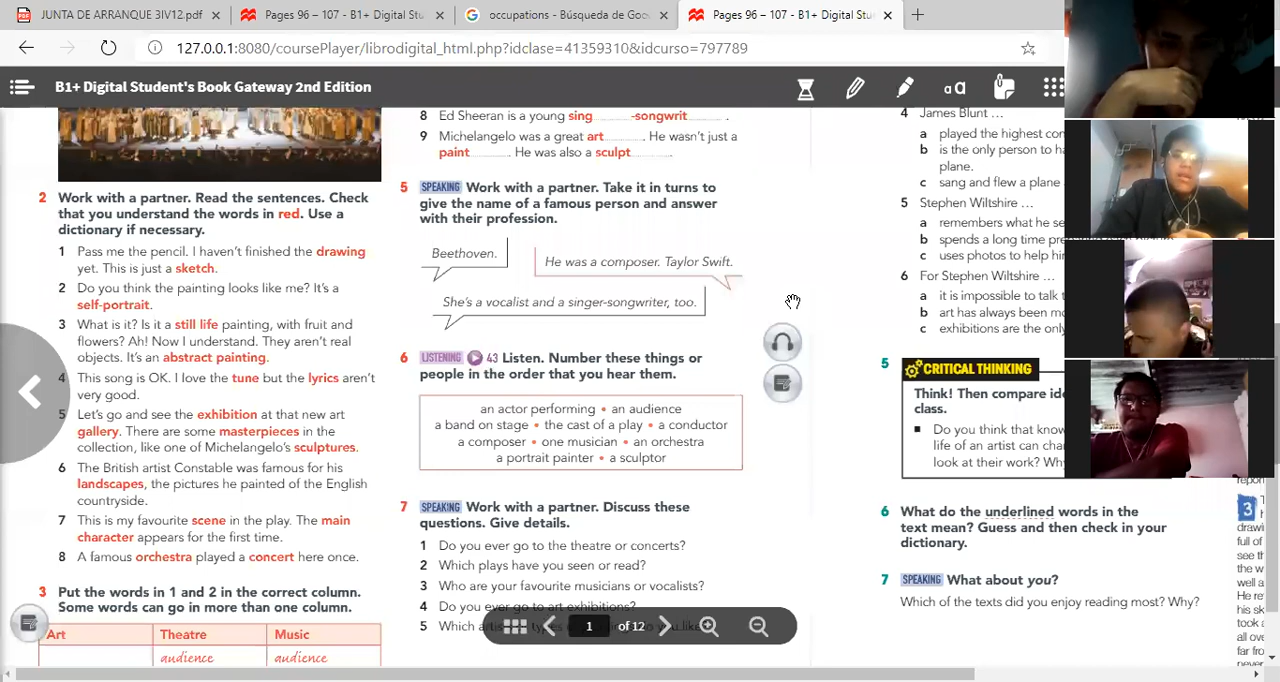 JUNTA DE ARRANQUE 3IV12.pdf
Pages 96 – 107 - B1+ Digital Stu
occupations - Búsqueda de Goo
Pages 96 – 107 - B1+ Digital Stu
127.0.0.1:8080/coursePlayer/librodigital_html.php?idclase=41359310&idcurso=797789
B1+ Digital Student's Book Gateway 2nd Edition
aa
2 Work with a partner. Read the sentences. Check
that you understand the words in red. Use a
dictionary if necessary.
1 Pass me the pencil. I haven't finished the drawing
yet. This is just a sketch.
2 Do you think the painting looks like me? It's a
self-portrait.
3 What is it? Is it a still life painting, with fruit and
flowers? Ah! Now I understand. They aren't real
objects. It's an abstract painting.
4 This song is OK. I love the tune but the lyrics aren't
very good.
5 Let's go and see the exhibition at that new art
gallery. There are some masterpieces in the
collection, like one of Michelangelo's sculptures.
6 The British artist Constable was famous for his
landscapes, the pictures he painted of the English
countryside.
7 This is my favourite scene in the play. The main
character appears for the first time.
8 A famous orchestra played a concert here once.
3 Put the words in 1 and 2 in the correct column.
Some words can go in more than one column.
Art Theatre Music
audience audience
8 Ed Sheeran is a young sing -songwrit .
9 Michelangelo was a great art . He wasn't just a
paint . He was also a sculpt .
5 SPEAKING Work with a partner. Take it in turns to
give the name of a famous person and answer
with their profession.
Beethoven.
He was a composer. Taylor Swift.
She's a vocalist and a singer-songwriter, too.
6 LISTENING 43 Listen. Number these things or
people in the order that you hear them.
an actor performing • an audience
a band on stage • the cast of a play • a conductor
a composer • one musician • an orchestra
a portrait painter • a sculptor
7 SPEAKING Work with a partner. Discuss these
questions. Give details.
1 Do you ever go to the theatre or concerts?
2 Which plays have you seen or read?
3 Who are your favourite musicians or vocalists?
4 Do you ever go to art exhibitions?
5 Which
1 of 12
4 James Blunt …
a played the highest con
b is the only person to ha
plane.
c sang and flew a plane
5 Stephen Wiltshire …
a remembers what he se
b spends a long time
c uses photos to help hi
6 For Stephen Wiltshire …
a it is impossible to talk t
b art has always been m
c exhibitions are the onl
5 CRITICAL THINKING
Think! Then compare ide
class.
■ Do you think that know
life of an artist can cha
look at their work? Wh
6 What do the underlined words in the
text mean? Guess and then check in your
dictionary.
7 SPEAKING What about you?
Which of the texts did you enjoy reading most? Why?
repor
3 T
h
drawi
full of
see th
the w
well a
He re
his sk
took a
all ove
far fro
never